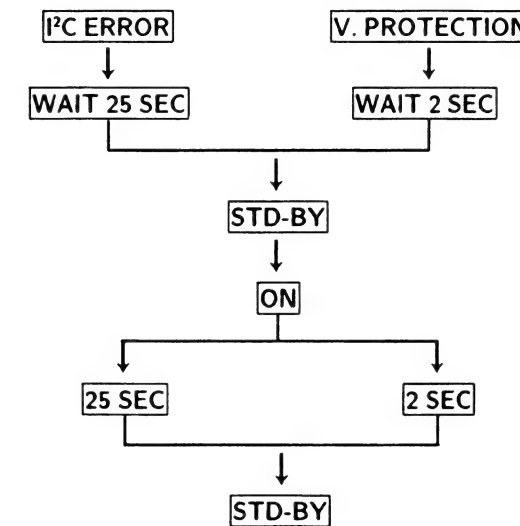 I²C ERROR
V. PROTECTION
WAIT 25 SEC
WAIT 2 SEC
STD-BY
ON
25 SEC
2 SEC
STD-BY